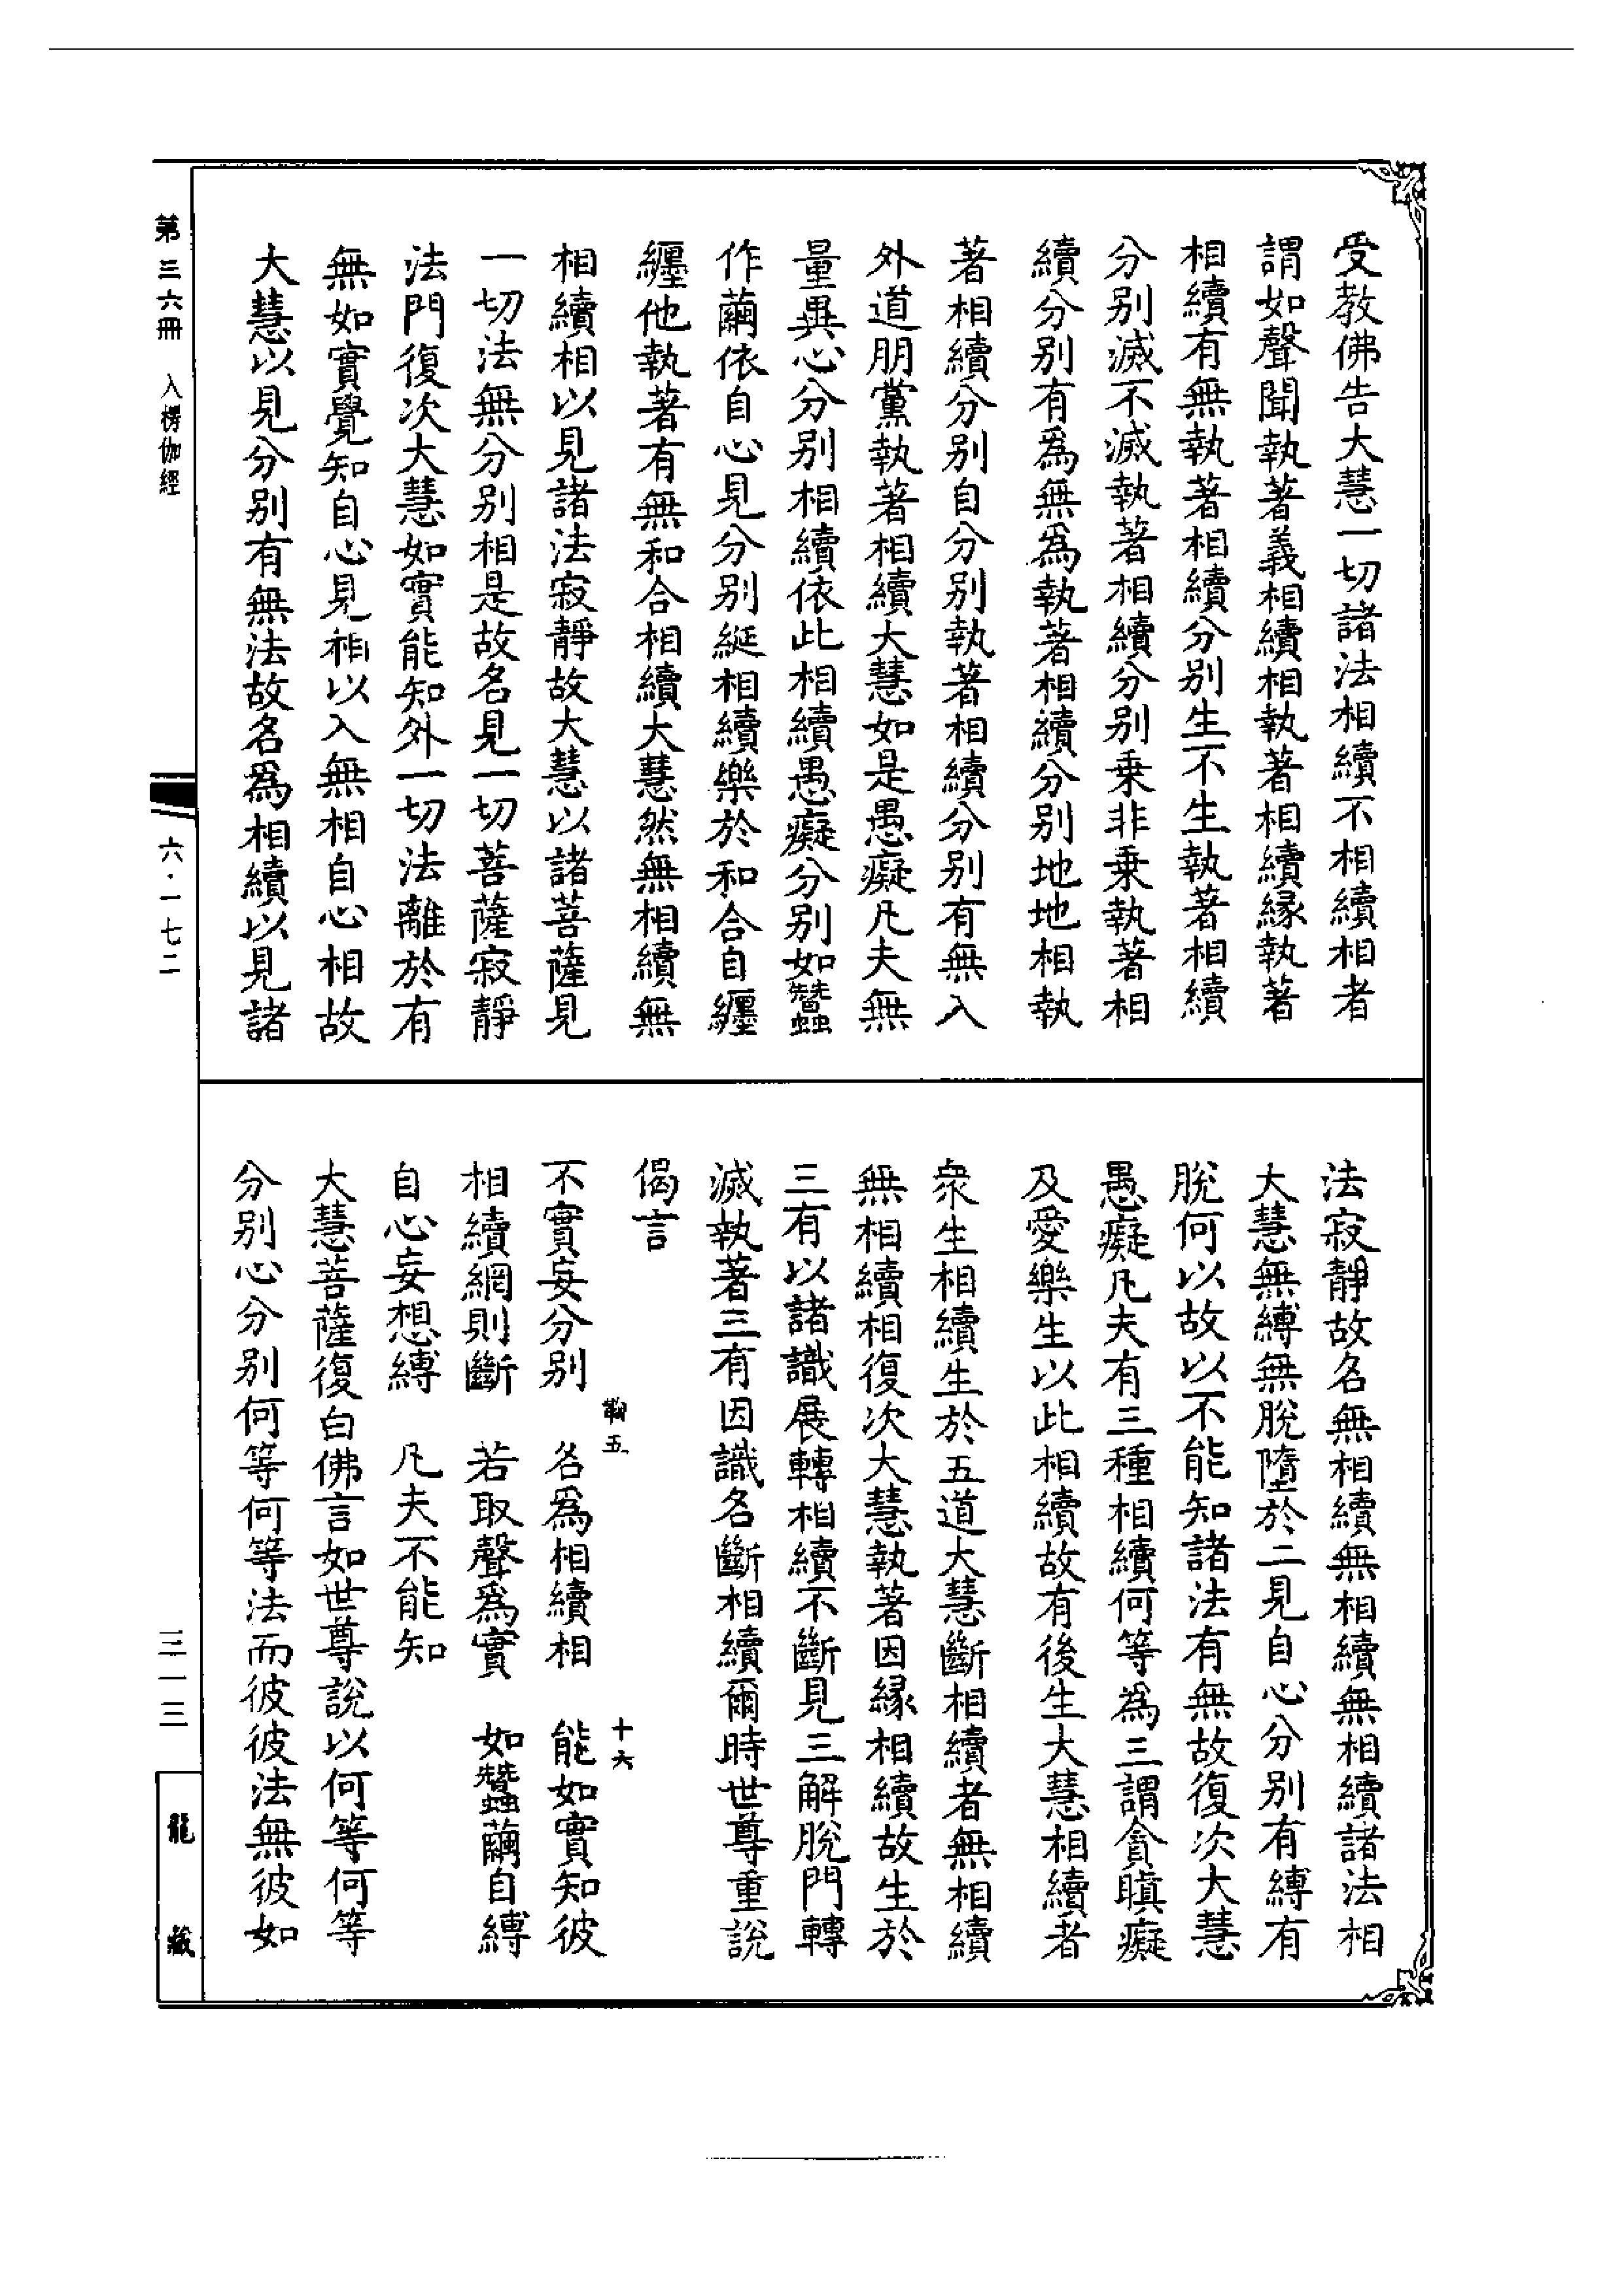 受教佛告大慧一切諸法相續不相續相者
謂如聲聞執著義相續相執著相續緣執著
相續有無執著相續分別生不生執著相續
分別滅不滅執著相續分別乗非乗執著相
續分別有爲無爲執著相續分別地地相執
著相續分別自分別執著相續分別有無入
外道朋黨執著相續大慧如是愚癡凡夫無
量異心分別相續依此相續愚癡分別如蠶
作繭依自心見分別綖相續樂於和合自纏
纏他執著有無和合相續大慧然無相續無
相續相以見諸法寂靜故大慧以諸菩薩見
一切法無分別相是故名見一切菩薩寂靜
法門復次大慧如實能知外一切法離於有
無如實覺知自心見相以入無相自心相故
大慧以見分別有無法故名爲相續以見諸
法寂靜故名無相續無相續無相續諸法相
大慧無縛無脫墮於二見自心分別有縛有
脫何以故以不能知諸法有無故復次大慧
愚癡凡夫有三種相續何等爲三謂貪瞋癡
及愛樂生以此相續故有後生大慧相續者
衆生相續生於五道大慧斷相續者無相續
無相續相復次大慧執著因緣相續故生於
三有以諸識展轉相續不斷見三解脫門轉
滅執著三有因識名斷相續爾時世尊重說
偈言
不實妄分別　名爲相續相　能如實知彼
相續網則斷　若取聲爲實　如蠶繭自縛
自心妄想縛　凡夫不能知
大慧菩薩復白佛言如世尊說以何等何等
分別心分別何等何等法而彼彼法無彼如
五
十六
第三六冊　入楞伽經
六·一七二
三一三
龍藏